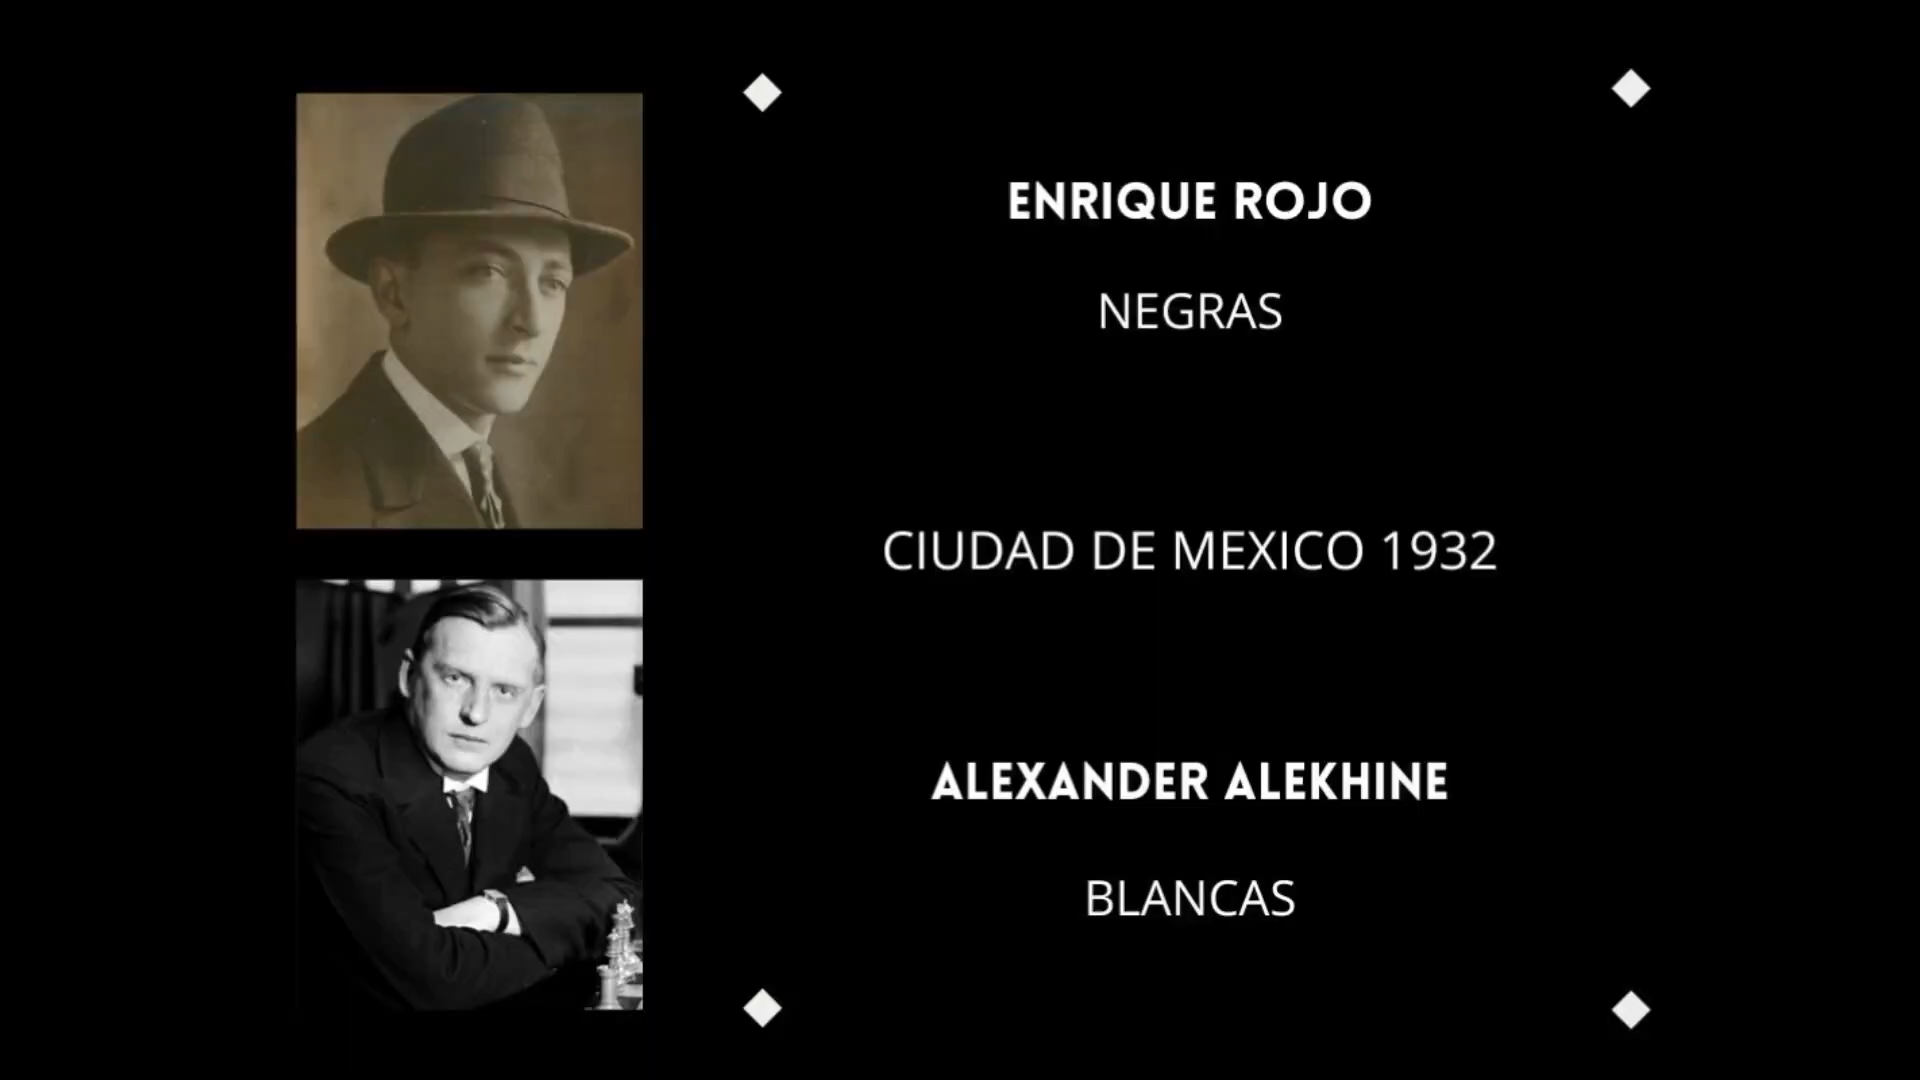 ENRIQUE ROJO
NEGRAS
CIUDAD DE MEXICO 1932
ALEXANDER ALEKHINE
BLANCAS